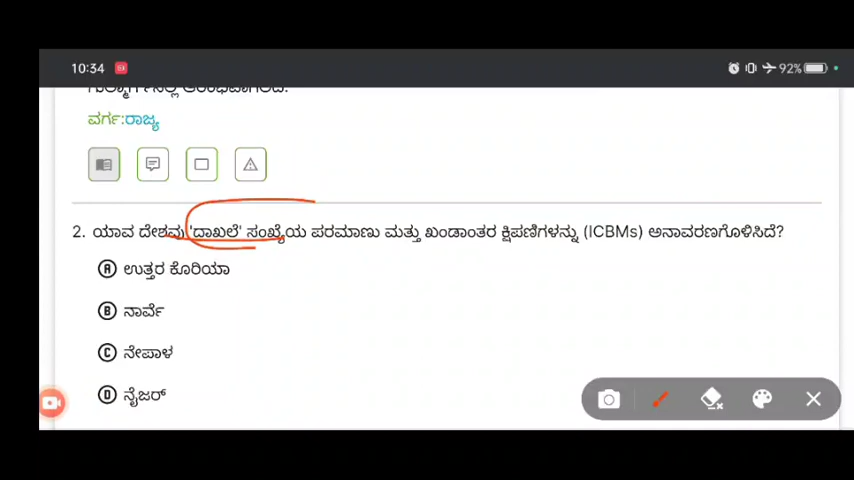 10:34
92%
ವರ್ಗ:ರಾಜ್ಯ
2. ಯಾವ ದೇಶವು 'ದಾಖಲೆ' ಸಂಖ್ಯೆಯ ಪರಮಾಣು ಮತ್ತು ಖಂಡಾಂತರ ಕ್ಷಿಪಣಿಗಳನ್ನು (ICBMs) ಅನಾವರಣಗೊಳಿಸಿದೆ?
A ಉತ್ತರ ಕೊರಿಯಾ
B ನಾರ್ವೆ
C ನೇಪಾಳ
D ನೈಜರ್